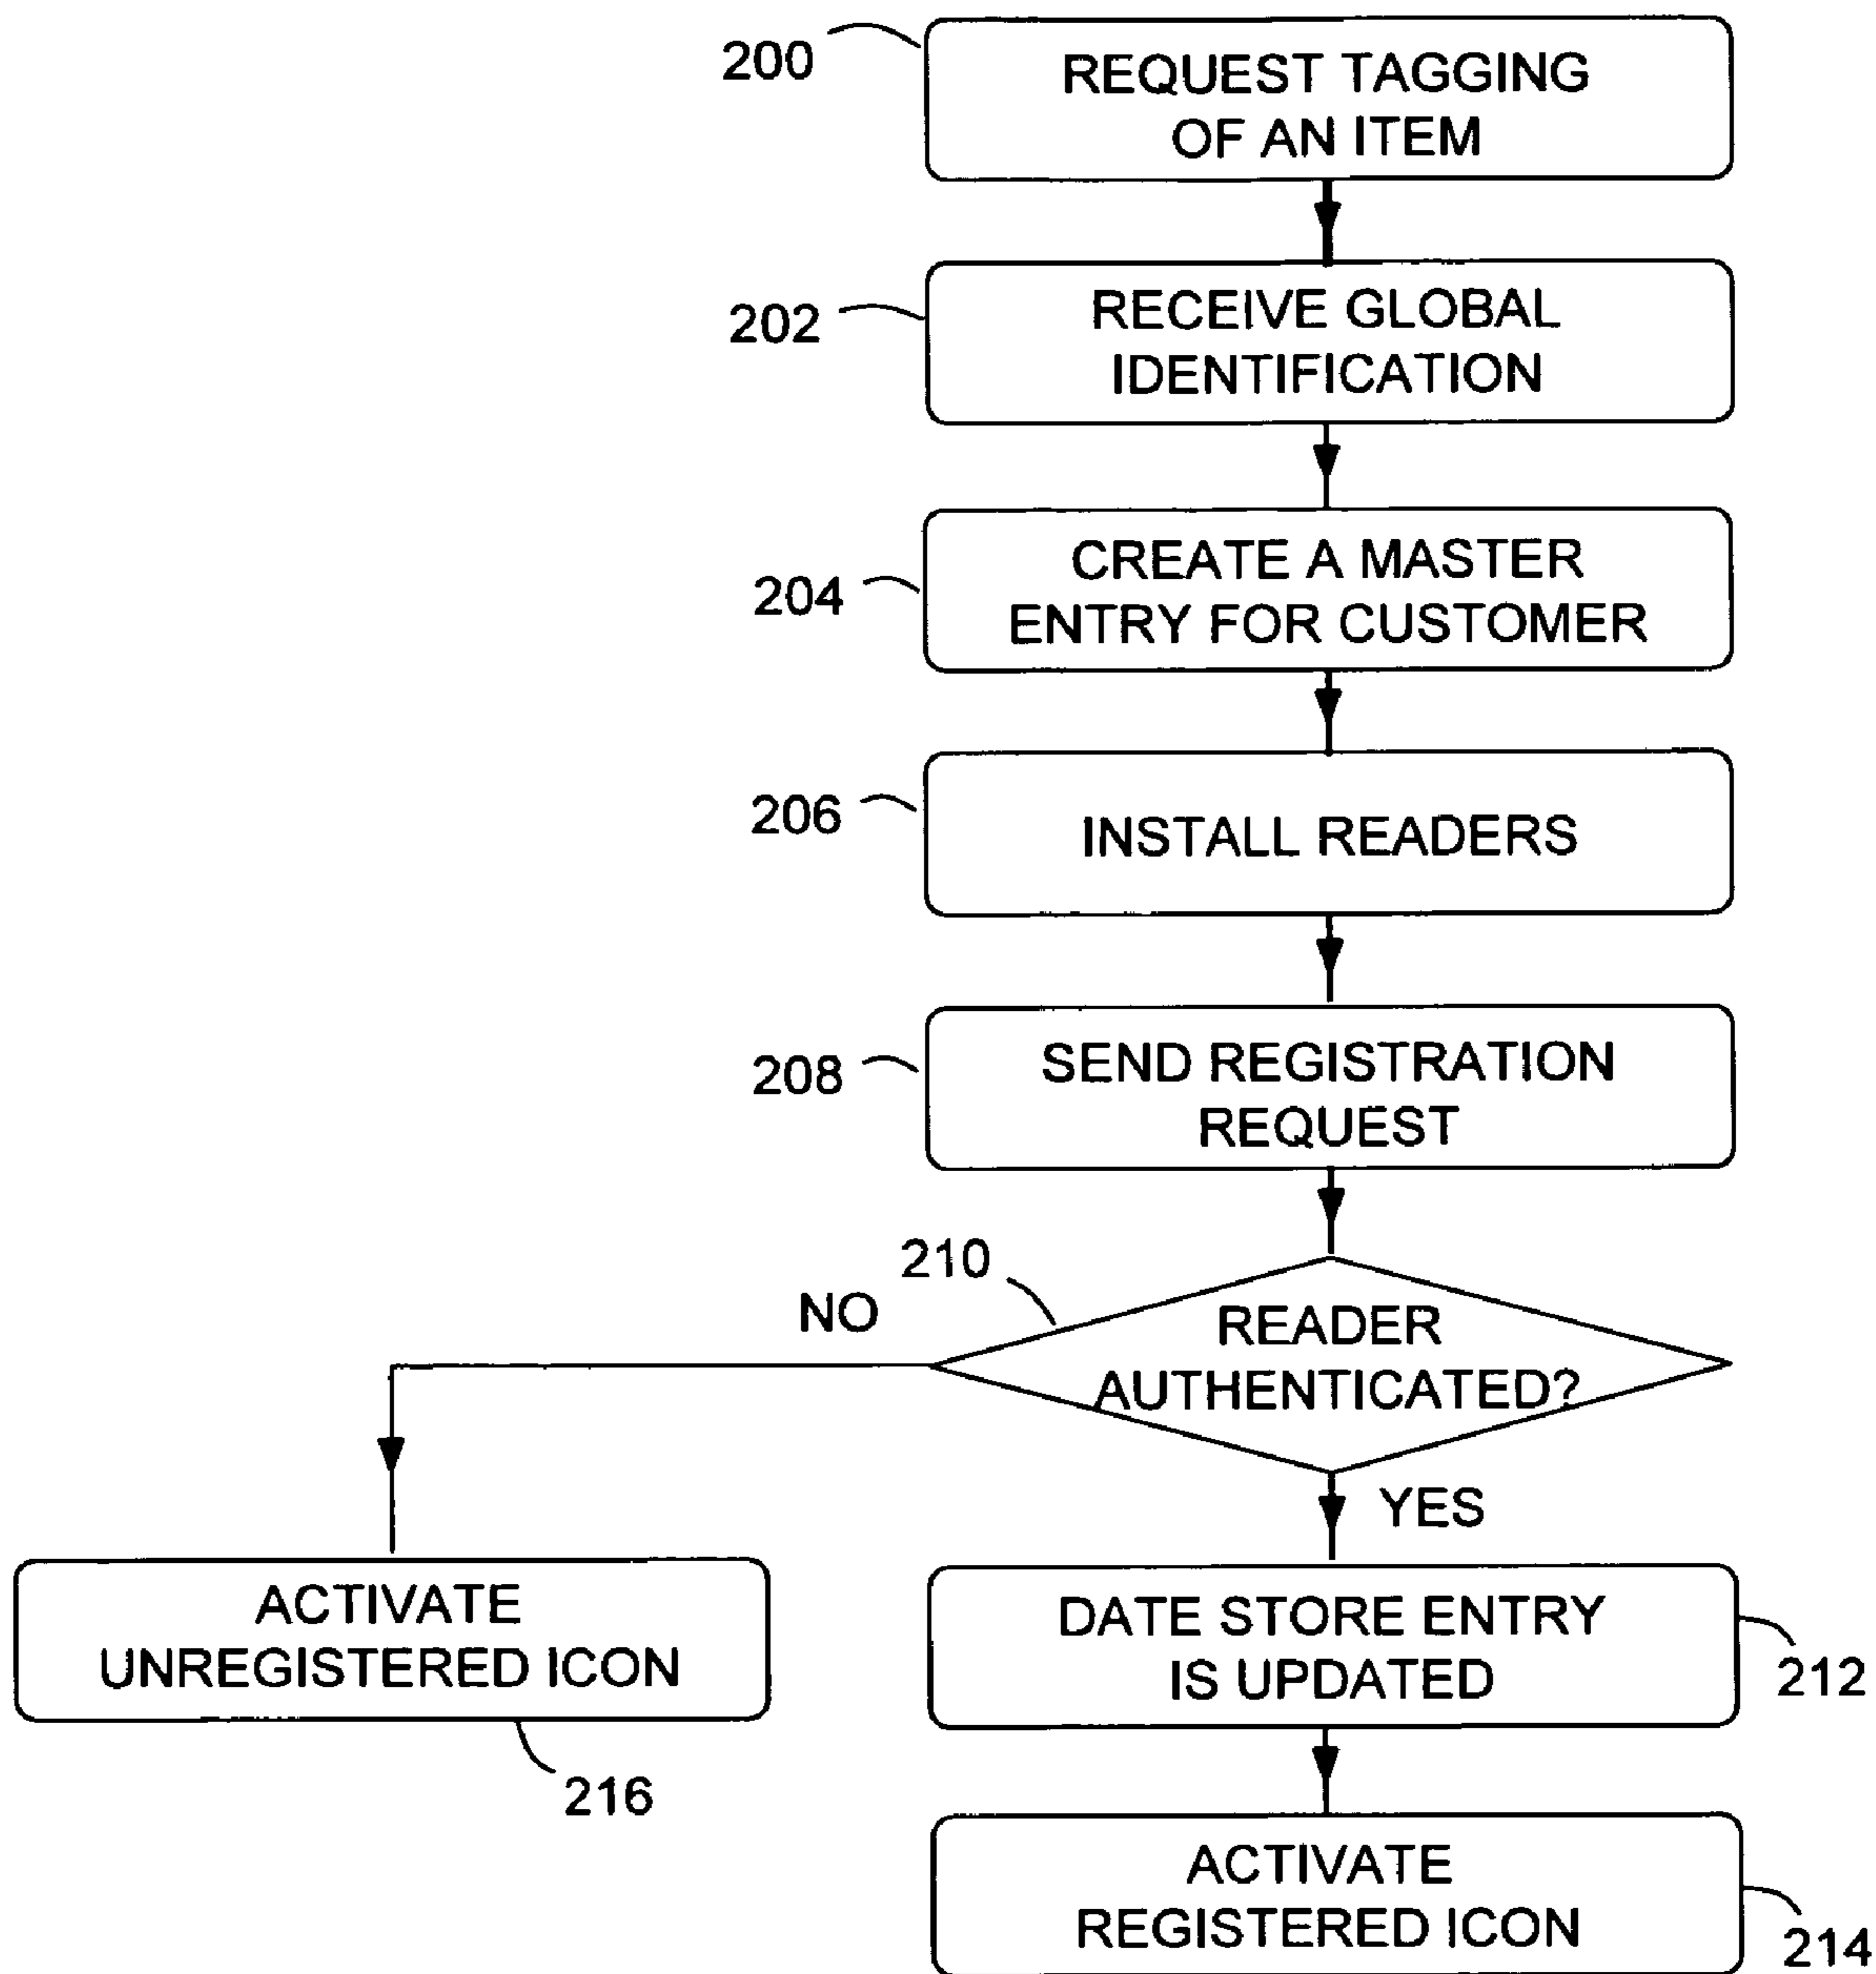 200
REQUEST TAGGING
OF AN ITEM
202
RECEIVE GLOBAL
IDENTIFICATION
204
CREATE A MASTER
ENTRY FOR CUSTOMER
206
INSTALL READERS
208
SEND REGISTRATION
REQUEST
210
NO
READER
AUTHENTICATED?
YES
ACTIVATE
UNREGISTERED ICON
216
DATE STORE ENTRY
IS UPDATED
212
ACTIVATE
REGISTERED ICON
214